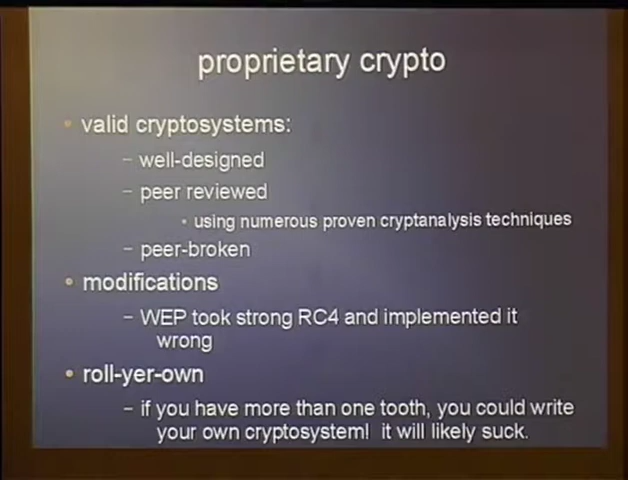 proprietary crypto
• valid cryptosystems:
– well-designed
– peer reviewed
• using numerous proven cryptanalysis techniques
– peer-broken
• modifications
– WEP took strong RC4 and implemented it
wrong
• roll-yer-own
– if you have more than one tooth, you could write
your own cryptosystem!  it will likely suck.